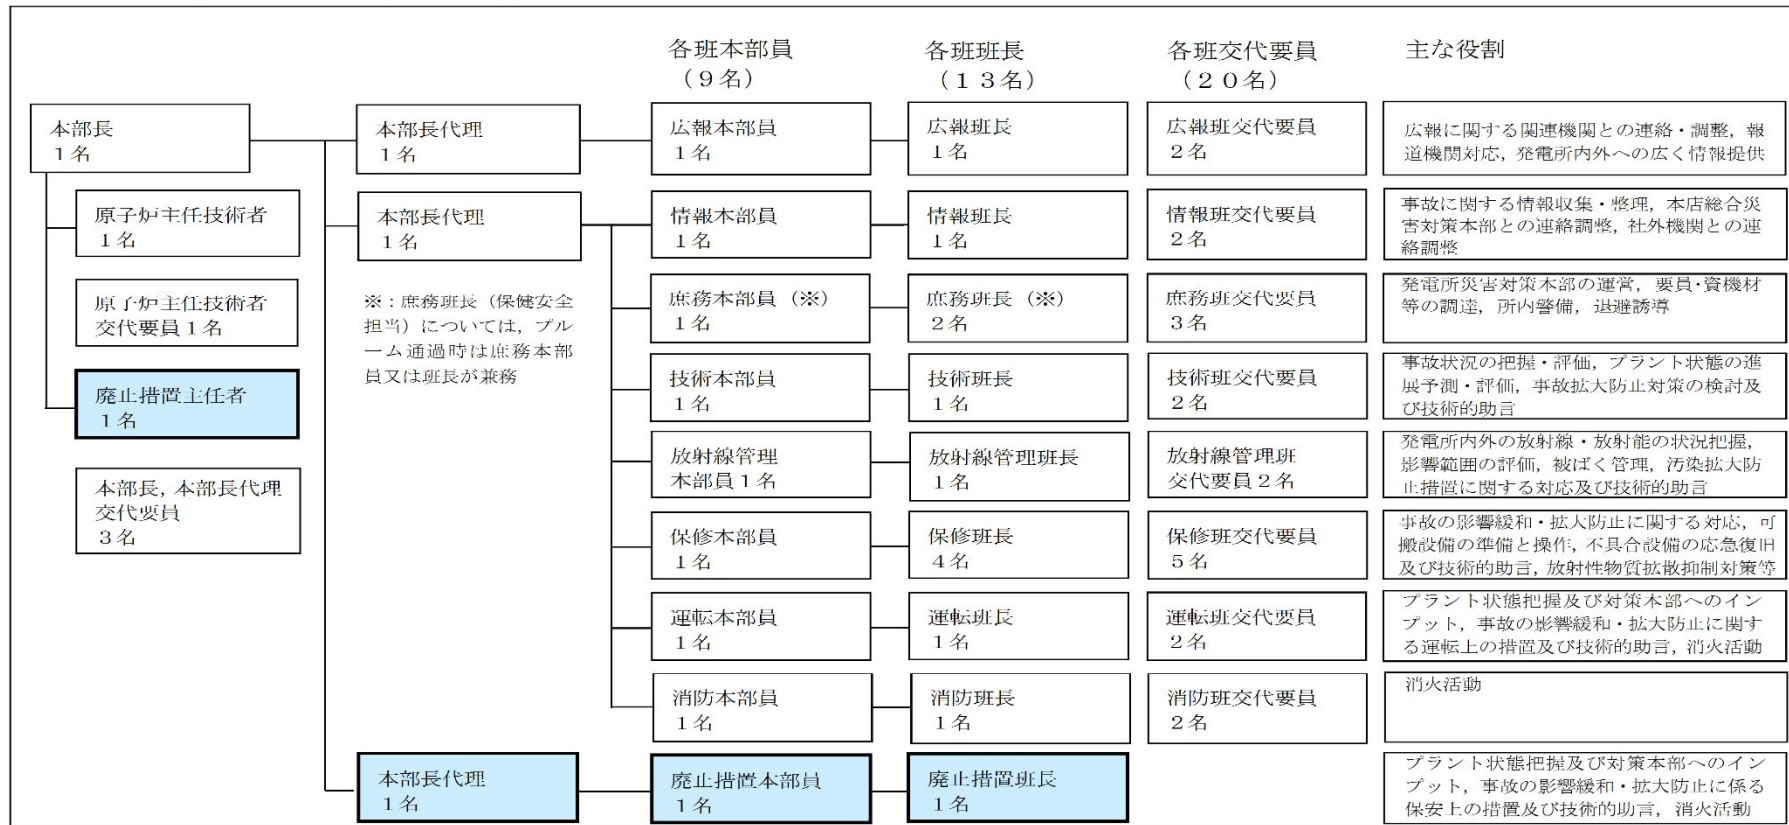 各班本部員
（９名）
各班班長
（１３名）
各班交代要員
（２０名）
主な役割
本部長
１名
本部長代理
１名
広報本部員
１名
広報班長
１名
広報班交代要員
２名
広報に関する関連機関との連絡・調整，報
道機関対応，発電所内外への広く情報提供
原子炉主任技術者
１名
本部長代理
１名
情報本部員
１名
情報班長
１名
情報班交代要員
２名
事故に関する情報収集・整理，本店総合災
害対策本部との連絡調整，社外機関との連
絡調整
原子炉主任技術者
交代要員１名
※：庶務班長（保健安全
担当）については，プル
ーム通過時は庶務本部
員又は班長が兼務
庶務本部員（※）
１名
庶務班長（※）
２名
庶務班交代要員
３名
発電所災害対策本部の運営，要員・資機材
等の調達，所内警備，退避誘導
廃止措置主任者
１名
技術本部員
１名
技術班長
１名
技術班交代要員
２名
事故状況の把握・評価，プラント状態の進
展予測・評価，事故拡大防止対策の検討及
び技術的助言
本部長，本部長代理
交代要員
３名
放射線管理
本部員１名
放射線管理班長
１名
放射線管理班
交代要員２名
発電所内外の放射線・放射能の状況把握，
影響範囲の評価，被ばく管理，汚染拡大防
止措置に関する対応及び技術的助言
保修本部員
１名
保修班長
４名
保修班交代要員
５名
事故の影響緩和・拡大防止に関する対応，可
搬設備の準備と操作，不具合設備の応急復旧
及び技術的助言，放射性物質拡散抑制対策等
運転本部員
１名
運転班長
１名
運転班交代要員
２名
プラント状態把握及び対策本部へのイン
プット，事故の影響緩和・拡大防止に関す
る運転上の措置及び技術的助言，消火活動
消防本部員
１名
消防班長
１名
消防班交代要員
２名
消火活動
本部長代理
１名
廃止措置本部員
１名
廃止措置班長
１名
プラント状態把握及び対策本部へのイン
プット，事故の影響緩和・拡大防止に係る
保安上の措置及び技術的助言，消火活動